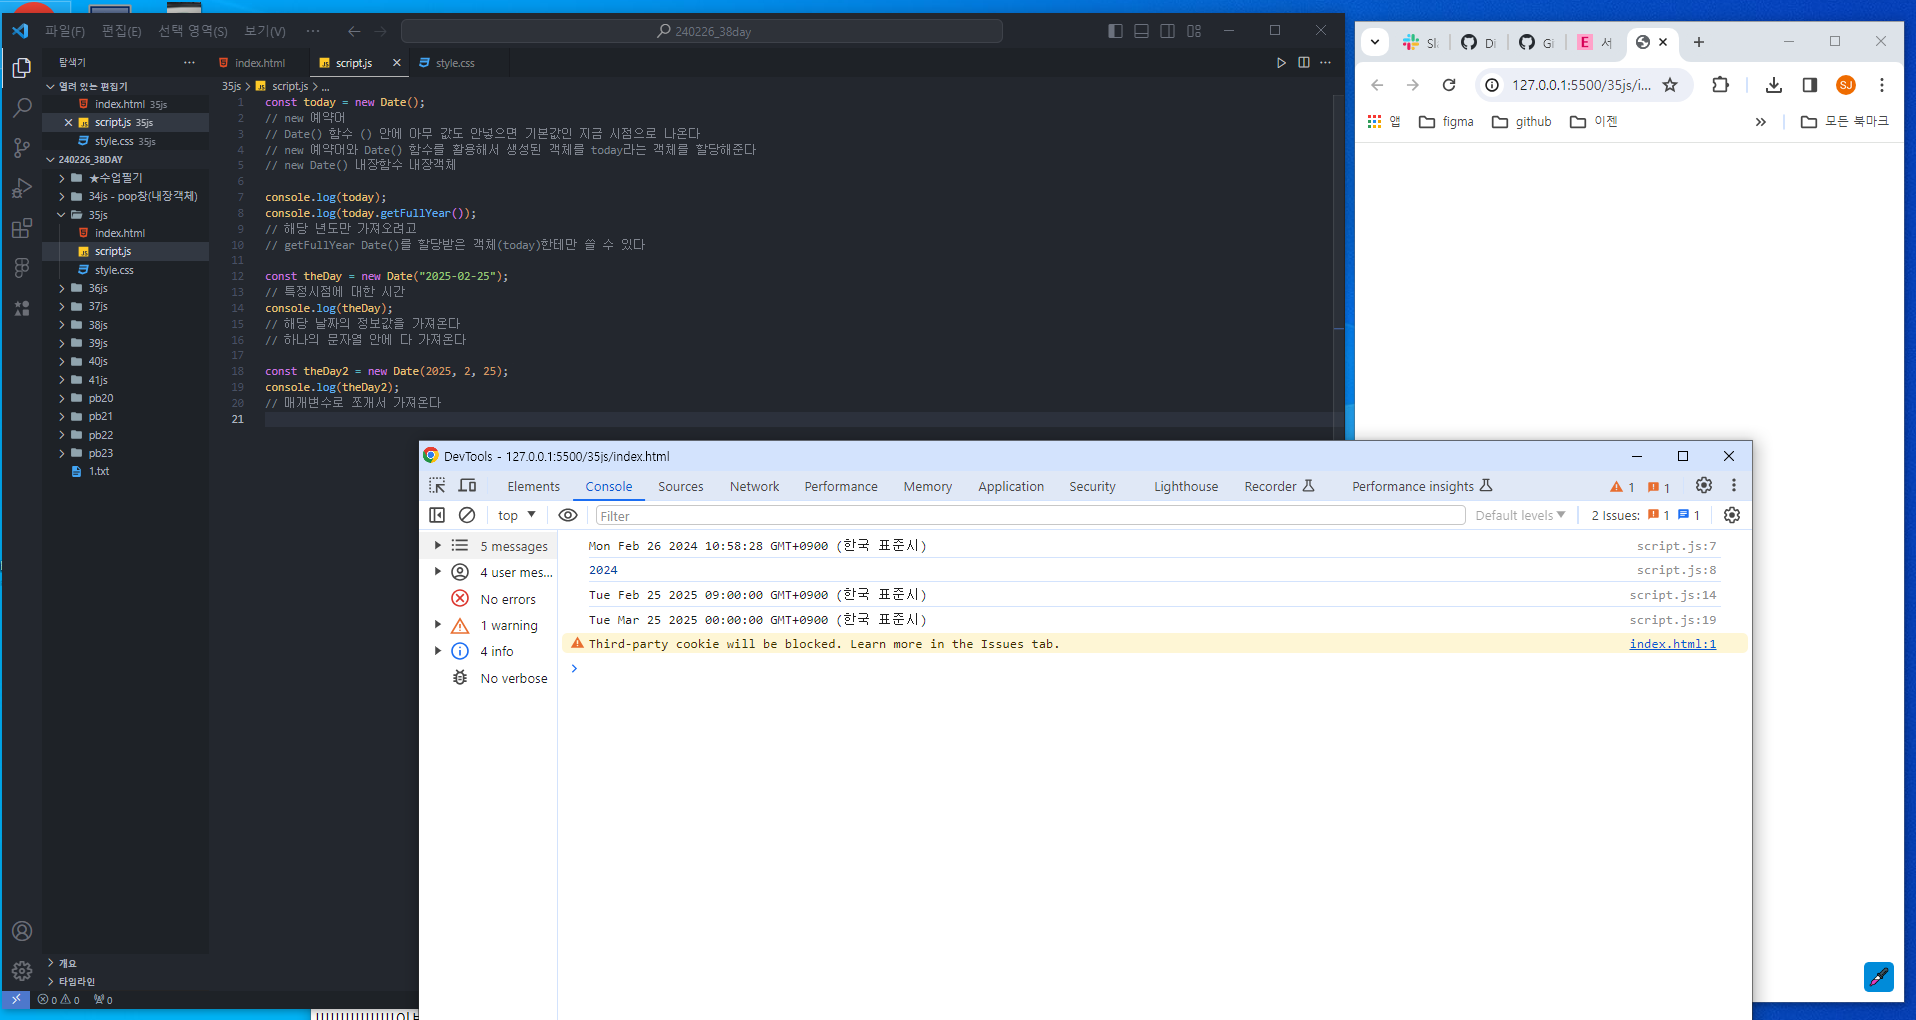 파일(F) 편집(E) 선택 영역(S) 보기(V) ··· 240226_38day
탐색기 ···
열려 있는 편집기
index.html 35js
script.js 35js
style.css 35js
240226_38DAY
★수업필기
34js - pop창(내장객체)
35js
index.html
script.js
style.css
36js
37js
38js
39js
40js
41js
pb20
pb21
pb22
pb23
1.txt
개요
타임라인
0 0 0
index.html script.js style.css
35js > script.js > ...
1 const today = new Date();
2 // new 예약어
3 // Date() 함수 () 안에 아무 값도 안넣으면 기본값인 지금 시점으로 나온다
4 // new 예약어와 Date() 함수를 활용해서 생성된 객체를 today라는 객체를 할당해준다
5 // new Date() 내장함수 내장객체
6
7 console.log(today);
8 console.log(today.getFullYear());
9 // 해당 년도만 가져오려고
10 // getFullYear Date()를 할당받은 객체(today)한테만 쓸 수 있다
11
12 const theDay = new Date("2025-02-25");
13 // 특정시점에 대한 시간
14 console.log(theDay);
15 // 해당 날짜의 정보값을 가져온다
16 // 하나의 문자열 안에 다 가져온다
17
18 const theDay2 = new Date(2025, 2, 25);
19 console.log(theDay2);
20 // 매개변수로 쪼개서 가져온다
21
Di Gi E 서
127.0.0.1:5500/35js/i... SJ
앱 figma github 이젠 » 모든 북마크
DevTools - 127.0.0.1:5500/35js/index.html
Elements Console Sources Network Performance Memory Application Security Lighthouse Recorder Performance insights 1 1
top Filter Default levels 2 Issues: 1 1
5 messages
4 user mes...
No errors
1 warning
4 info
No verbose
Mon Feb 26 2024 10:58:28 GMT+0900 (한국 표준시) script.js:7
2024 script.js:8
Tue Feb 25 2025 09:00:00 GMT+0900 (한국 표준시) script.js:14
Tue Mar 25 2025 00:00:00 GMT+0900 (한국 표준시) script.js:19
Third-party cookie will be blocked. Learn more in the Issues tab. index.html:1